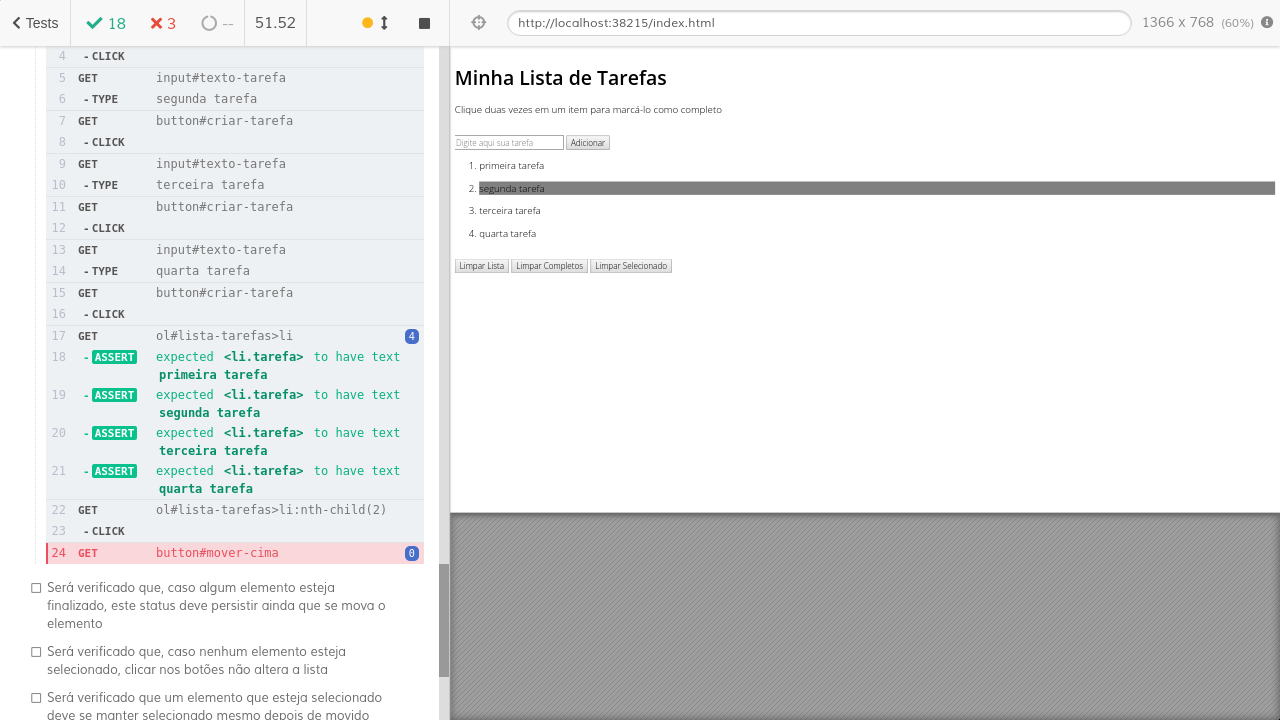 Tests 18 3 -- 51.52
http://localhost:38215/index.html 1366 x 768 (60%)
4 - CLICK
5 GET input#texto-tarefa
6 - TYPE segunda tarefa
7 GET button#criar-tarefa
8 - CLICK
9 GET input#texto-tarefa
10 - TYPE terceira tarefa
11 GET button#criar-tarefa
12 - CLICK
13 GET input#texto-tarefa
14 - TYPE quarta tarefa
15 GET button#criar-tarefa
16 - CLICK
17 GET ol#lista-tarefas>li 4
18 - ASSERT expected <li.tarefa> to have text
primeira tarefa
19 - ASSERT expected <li.tarefa> to have text
segunda tarefa
20 - ASSERT expected <li.tarefa> to have text
terceira tarefa
21 - ASSERT expected <li.tarefa> to have text
quarta tarefa
22 GET ol#lista-tarefas>li:nth-child(2)
23 - CLICK
24 GET button#mover-cima 0
Será verificado que, caso algum elemento esteja
finalizado, este status deve persistir ainda que se mova o
elemento
Será verificado que, caso nenhum elemento esteja
selecionado, clicar nos botões não altera a lista
Será verificado que um elemento que esteja selecionado
deve se manter selecionado mesmo depois de movido
Minha Lista de Tarefas
Clique duas vezes em um item para marcá-lo como completo
Digite aqui sua tarefa Adicionar
1. primeira tarefa
2. segunda tarefa
3. terceira tarefa
4. quarta tarefa
Limpar Lista Limpar Completos Limpar Selecionado